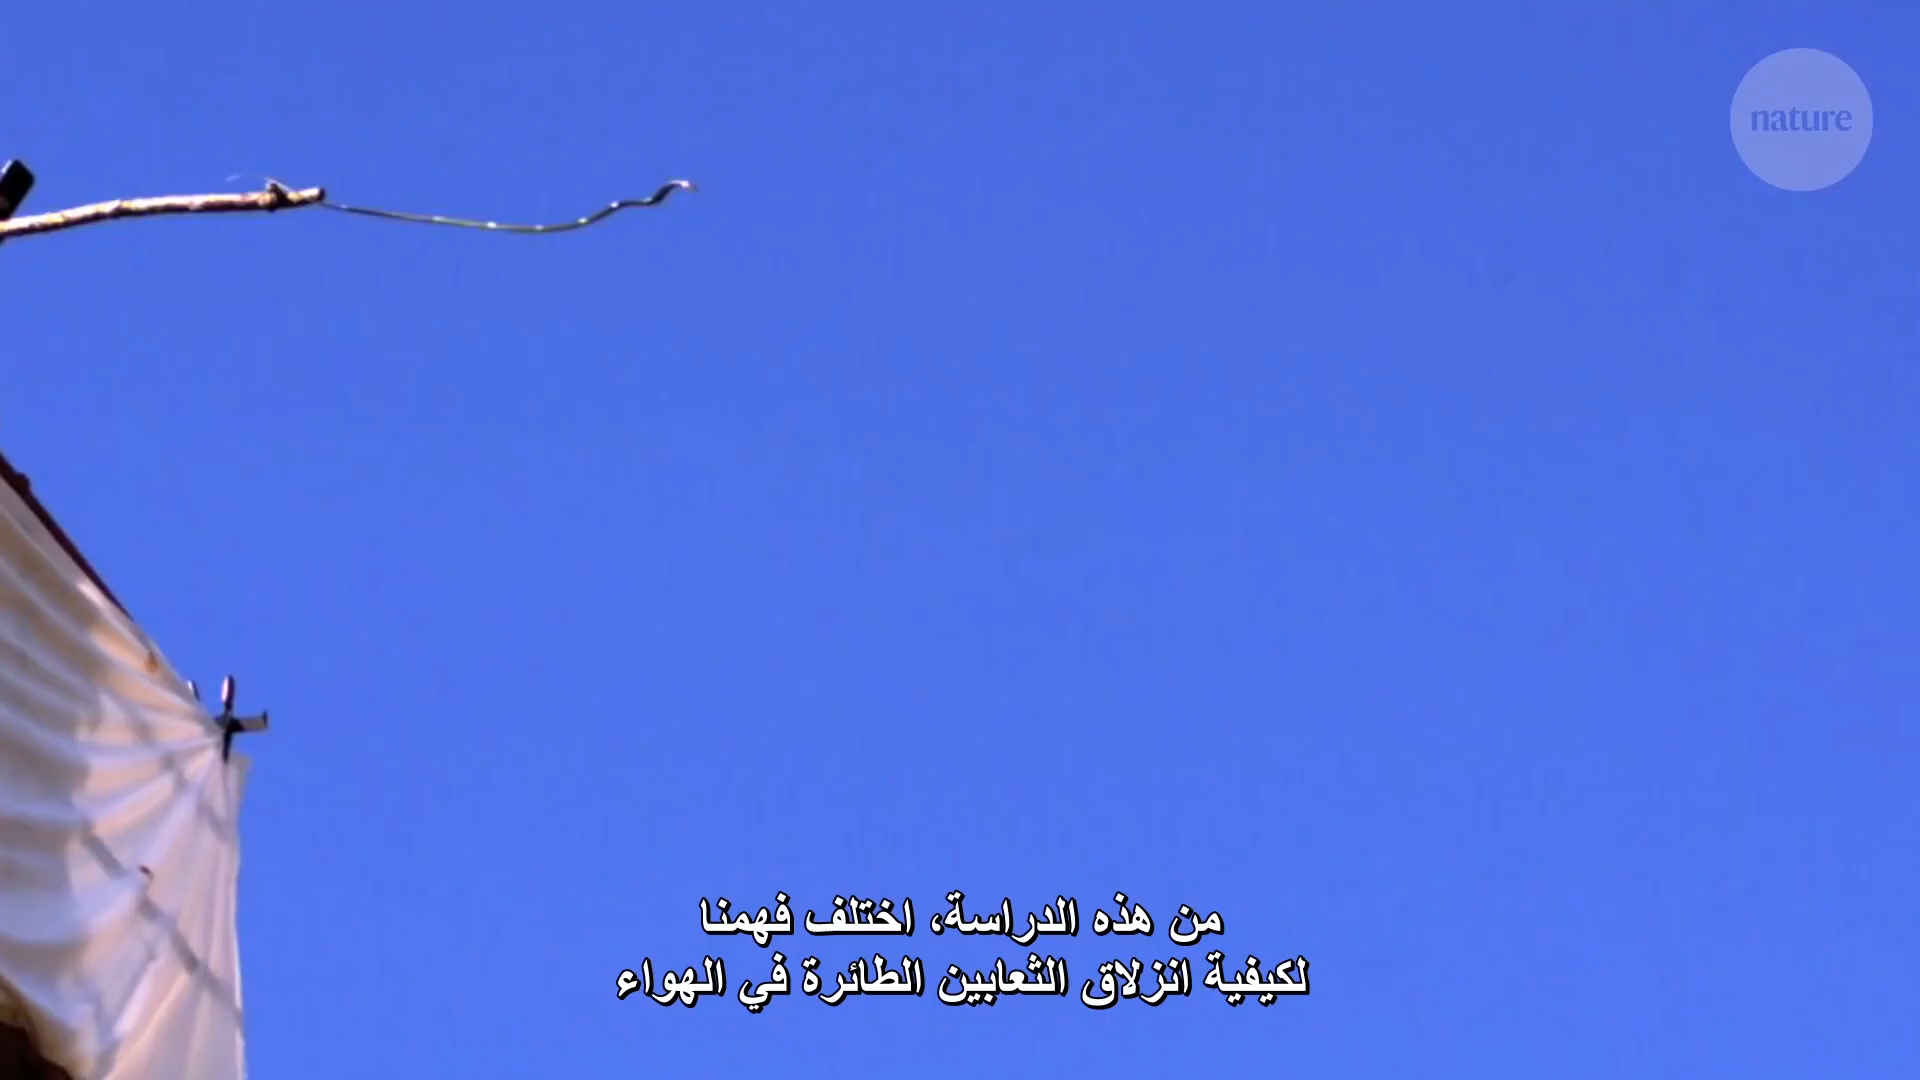 nature
من هذه الدراسة، اختلف فهمنا
لكيفية انزلاق الثعابين الطائرة في الهواء